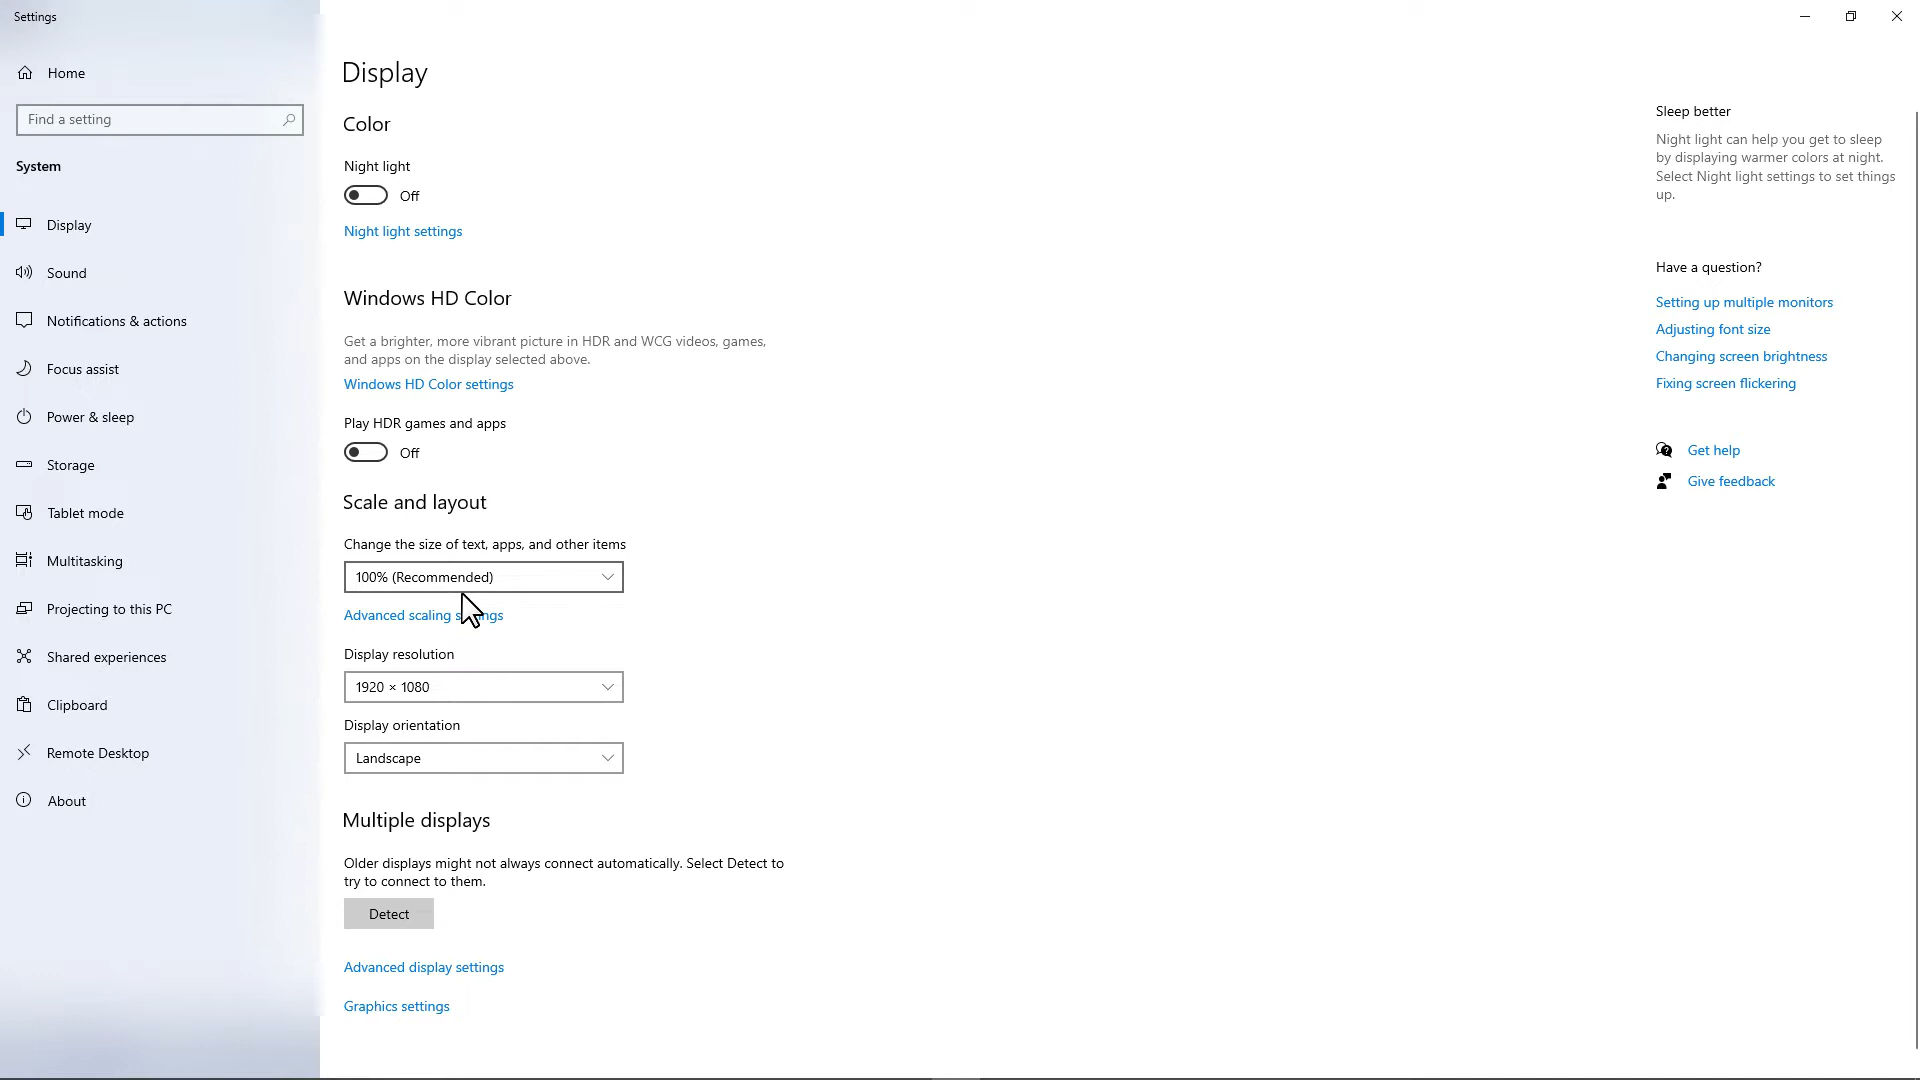 Settings
Home
Find a setting
System
Display
Sound
Notifications & actions
Focus assist
Power & sleep
Storage
Tablet mode
Multitasking
Projecting to this PC
Shared experiences
Clipboard
Remote Desktop
About
Display
Color
Night light
Off
Night light settings
Windows HD Color
Get a brighter, more vibrant picture in HDR and WCG videos, games,
and apps on the display selected above.
Windows HD Color settings
Play HDR games and apps
Off
Scale and layout
Change the size of text, apps, and other items
100% (Recommended)
Advanced scaling settings
Display resolution
1920 × 1080
Display orientation
Landscape
Multiple displays
Older displays might not always connect automatically. Select Detect to
try to connect to them.
Detect
Advanced display settings
Graphics settings
Sleep better
Night light can help you get to sleep
by displaying warmer colors at night.
Select Night light settings to set things
up.
Have a question?
Setting up multiple monitors
Adjusting font size
Changing screen brightness
Fixing screen flickering
Get help
Give feedback